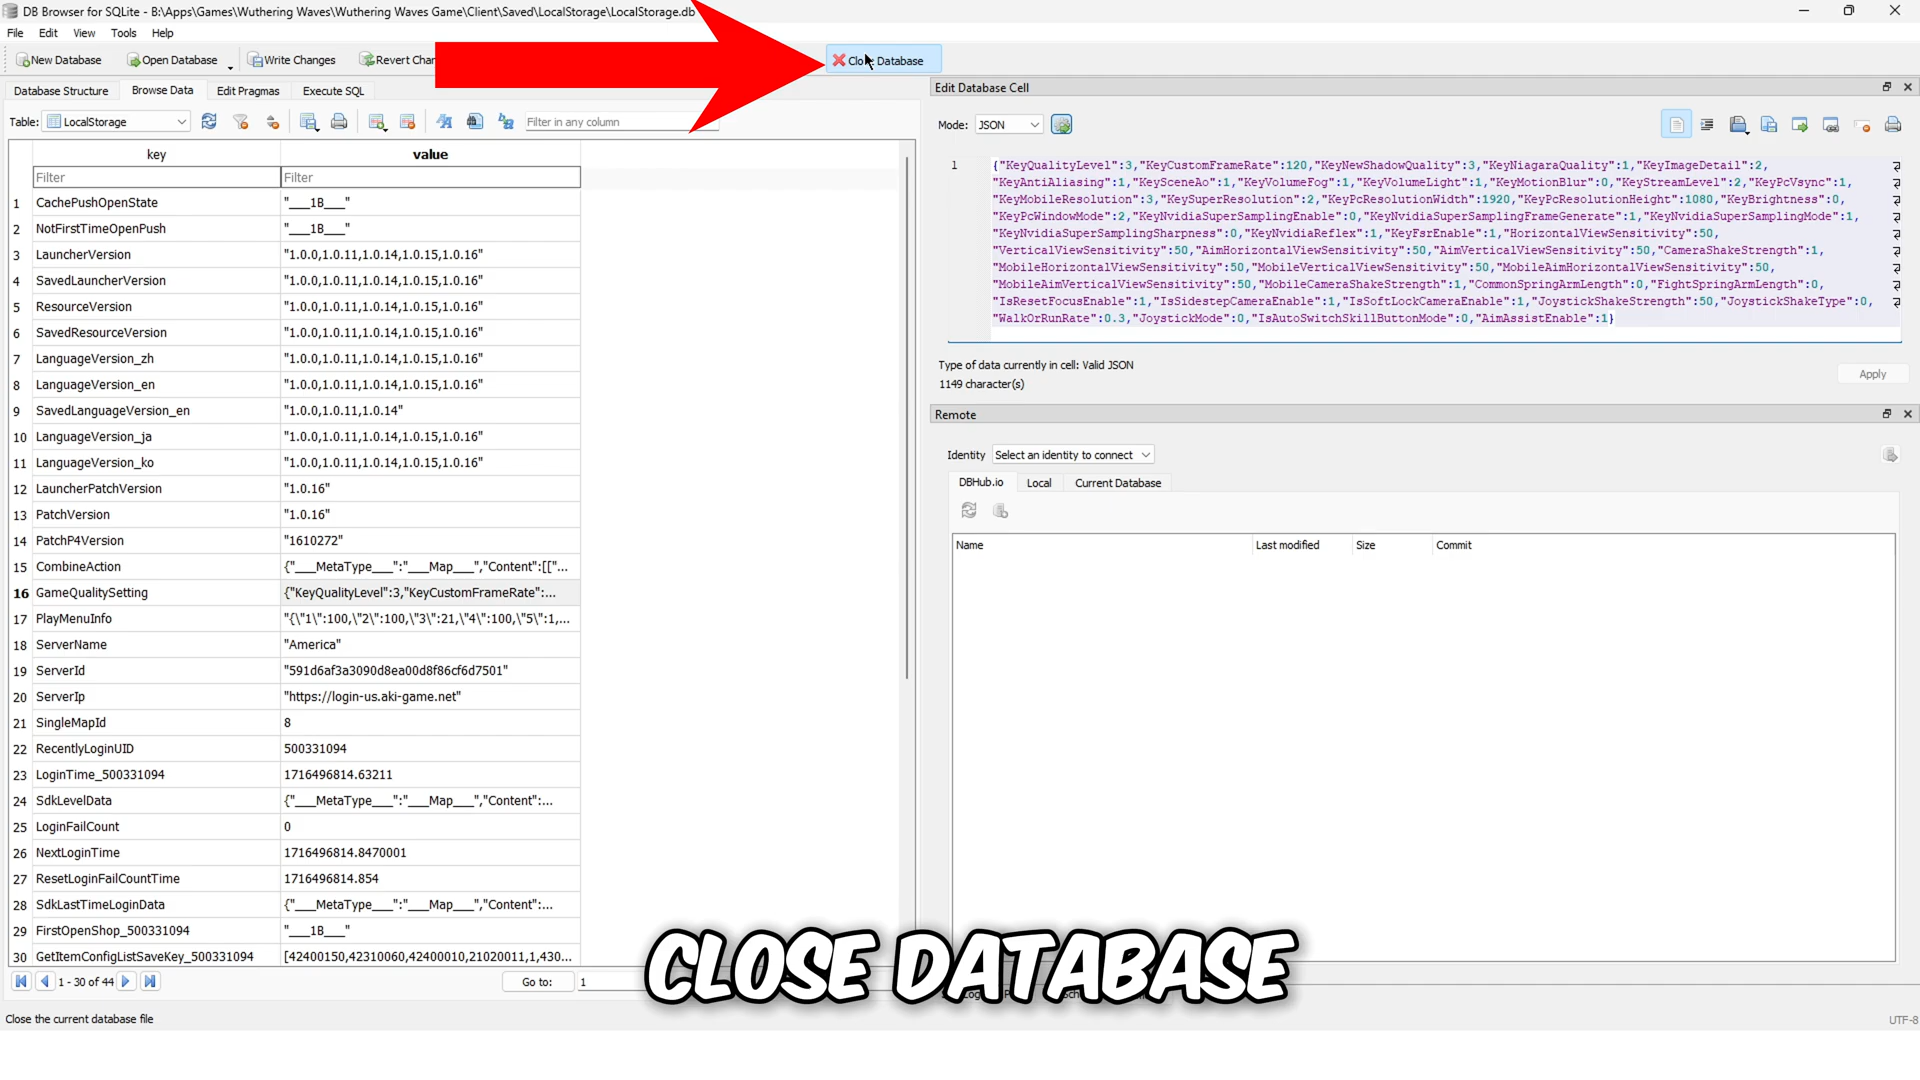 DB Browser for SQLite - B:\Apps\Games\Wuthering Waves\Wuthering Waves Game\Client\Saved\LocalStorage\LocalStorage.db
File Edit View Tools Help
New Database Open Database Write Changes Revert Database
Database Structure Browse Data Edit Pragmas Execute SQL
Table: LocalStorage Filter in any column
key value
Filter Filter
1 CachePushOpenState "___1B___"
2 NotFirstTimeOpenPush "___1B___"
3 LauncherVersion "1.0.0,1.0.11,1.0.14,1.0.15,1.0.16"
4 SavedLauncherVersion "1.0.0,1.0.11,1.0.14,1.0.15,1.0.16"
5 ResourceVersion "1.0.0,1.0.11,1.0.14,1.0.15,1.0.16"
6 SavedResourceVersion "1.0.0,1.0.11,1.0.14,1.0.15,1.0.16"
7 LanguageVersion_zh "1.0.0,1.0.11,1.0.14,1.0.15,1.0.16"
8 LanguageVersion_en "1.0.0,1.0.11,1.0.14,1.0.15,1.0.16"
9 SavedLanguageVersion_en "1.0.0,1.0.11,1.0.14"
10 LanguageVersion_ja "1.0.0,1.0.11,1.0.14,1.0.15,1.0.16"
11 LanguageVersion_ko "1.0.0,1.0.11,1.0.14,1.0.15,1.0.16"
12 LauncherPatchVersion "1.0.16"
13 PatchVersion "1.0.16"
14 PatchP4Version "1610272"
15 CombineAction {"___MetaType___":"___Map___","Content":[["...
16 GameQualitySetting {"KeyQualityLevel":3,"KeyCustomFrameRate":...
17 PlayMenuInfo "{\"1\":100,\"2\":100,\"3\":21,\"4\":100,\"5\":1,...
18 ServerName "America"
19 ServerId "591d6af3a3090d8ea00d8f86cf6d7501"
20 ServerIp "https://login-us.aki-game.net"
21 SingleMapId 8
22 RecentlyLoginUID 500331094
23 LoginTime_500331094 1716496814.63211
24 SdkLevelData {"___MetaType___":"___Map___","Content":...
25 LoginFailCount 0
26 NextLoginTime 1716496814.8470001
27 ResetLoginFailCountTime 1716496814.854
28 SdkLastTimeLoginData {"___MetaType___":"___Map___","Content":...
29 FirstOpenShop_500331094 "___1B___"
30 GetItemConfigListSaveKey_500331094 [42400150,42310060,42400010,21020011,1,430...
1 - 30 of 44 Go to: 1
Close the current database file
Close Database
Edit Database Cell
Mode: JSON
1 {"KeyQualityLevel":3,"KeyCustomFrameRate":120,"KeyNewShadowQuality":3,"KeyNiagaraQuality":1,"KeyImageDetail":2,
"KeyAntiAliasing":1,"KeySceneAo":1,"KeyVolumeFog":1,"KeyVolumeLight":1,"KeyMotionBlur":0,"KeyStreamLevel":2,"KeyPcVsync":1,
"KeyMobileResolution":3,"KeySuperResolution":2,"KeyPcResolutionWidth":1920,"KeyPcResolutionHeight":1080,"KeyBrightness":0,
"KeyPcWindowMode":2,"KeyNvidiaSuperSamplingEnable":0,"KeyNvidiaSuperSamplingFrameGenerate":1,"KeyNvidiaSuperSamplingMode":1,
"KeyNvidiaSuperSamplingSharpness":0,"KeyNvidiaReflex":1,"KeyFsrEnable":1,"HorizontalViewSensitivity":50,
"VerticalViewSensitivity":50,"AimHorizontalViewSensitivity":50,"AimVerticalViewSensitivity":50,"CameraShakeStrength":1,
"MobileHorizontalViewSensitivity":50,"MobileVerticalViewSensitivity":50,"MobileAimHorizontalViewSensitivity":50,
"MobileAimVerticalViewSensitivity":50,"MobileCameraShakeStrength":1,"CommonSpringArmLength":0,"FightSpringArmLength":0,
"IsResetFocusEnable":1,"IsSidestepCameraEnable":1,"IsSoftLockCameraEnable":1,"JoystickShakeStrength":50,"JoystickShakeType":0,
"WalkOrRunRate":0.3,"JoystickMode":0,"IsAutoSwitchSkillButtonMode":0,"AimAssistEnable":1}
Type of data currently in cell: Valid JSON
1149 character(s)
Apply
Remote
Identity Select an identity to connect
DBHub.io Local Current Database
Name Last modified Size Commit
CLOSE DATABASE
UTF-8